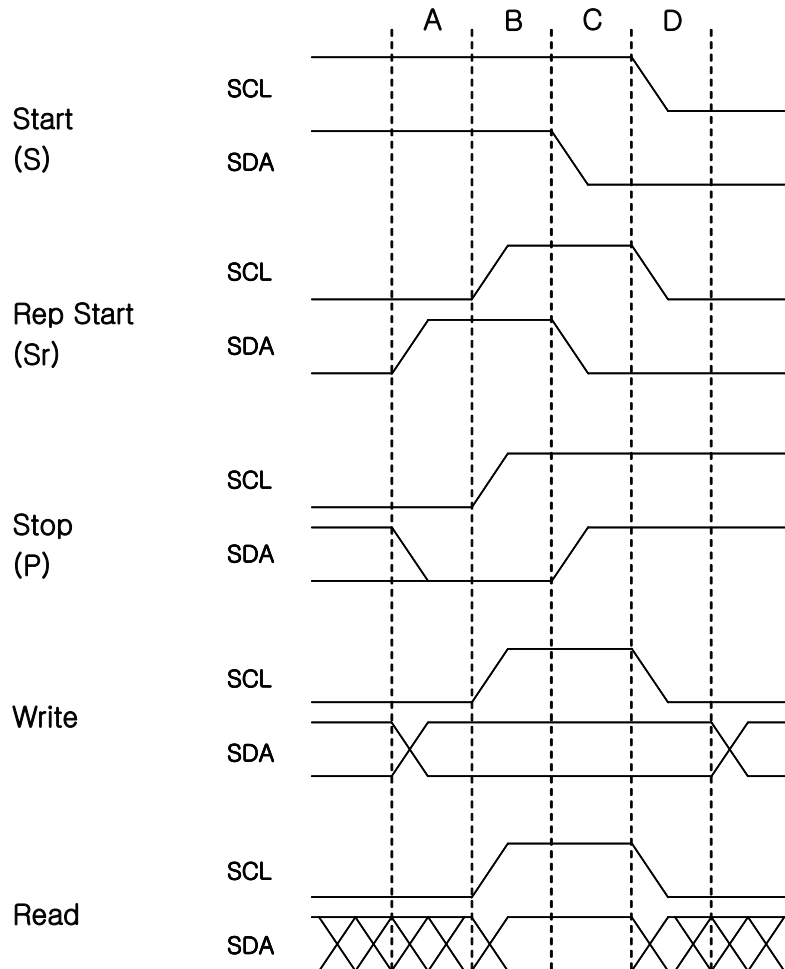 A B C D
SCL
Start
(S)
SDA
SCL
Rep Start
(Sr)
SDA
SCL
Stop
(P)
SDA
SCL
Write
SDA
SCL
Read
SDA